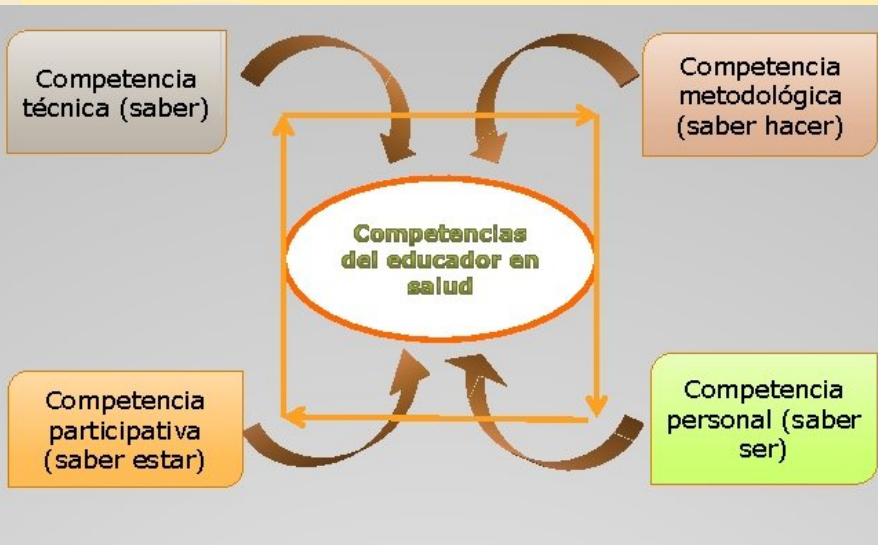 Competencia
técnica (saber)
Competencia
metodológica
(saber hacer)
Competencias
del educador en
salud
Competencia
participativa
(saber estar)
Competencia
personal (saber
ser)